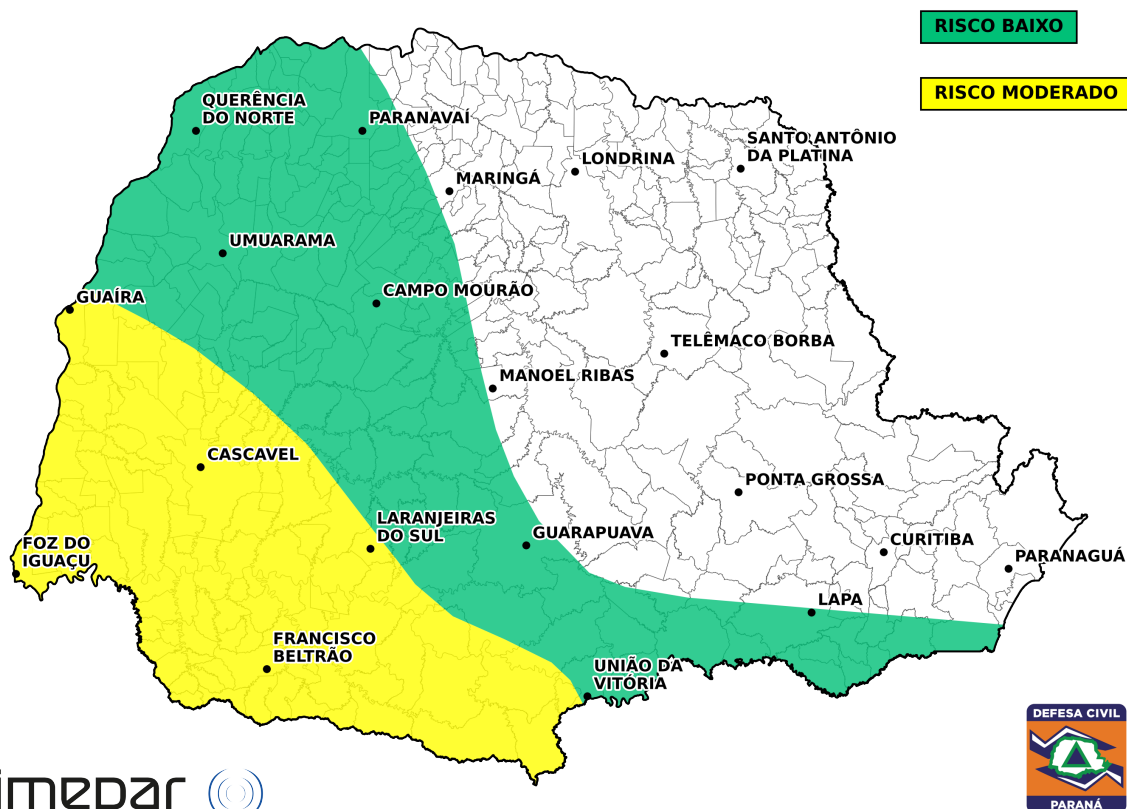 RISCO BAIXO
RISCO MODERADO
QUERÊNCIA
DO NORTE
PARANAVAÍ
SANTO ANTÔNIO
DA PLATINA
LONDRINA
MARINGÁ
UMUARAMA
CAMPO MOURÃO
GUAÍRA
TELÊMACO BORBA
MANOEL RIBAS
CASCAVEL
PONTA GROSSA
LARANJEIRAS
DO SUL
GUARAPUAVA
CURITIBA
FOZ DO
IGUAÇU
PARANAGUÁ
LAPA
FRANCISCO
BELTRÃO
UNIÃO DA
VITÓRIA
DEFESA CIVIL
PARANÁ
imepar